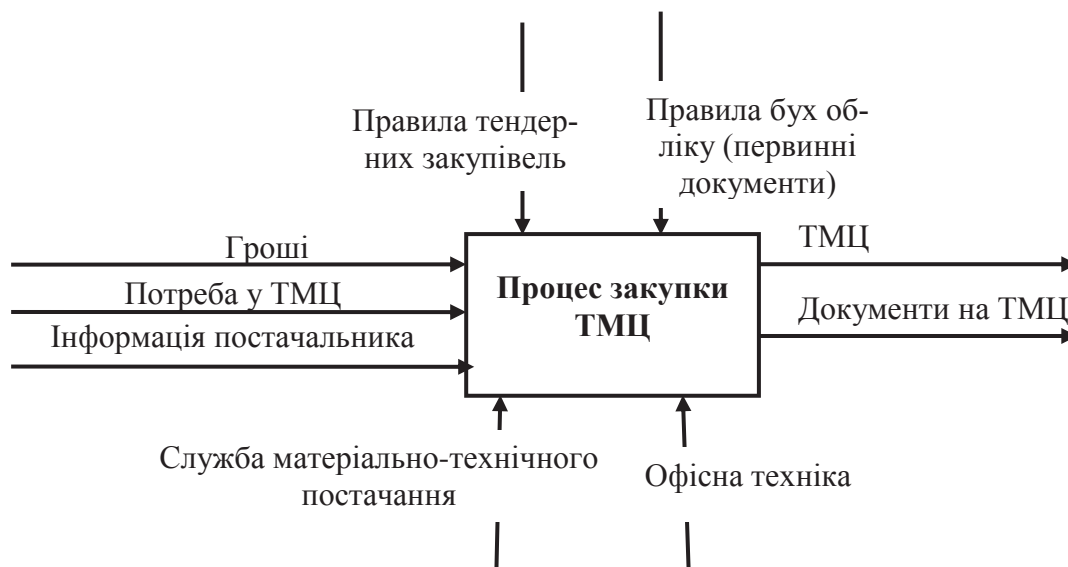 Правила тендер-
них закупівель
Правила бух об-
ліку (первинні
документи)
Гроші
Потреба у ТМЦ
Інформація постачальника
Процес закупки
ТМЦ
ТМЦ
Документи на ТМЦ
Служба матеріально-технічного
постачання
Офісна техніка